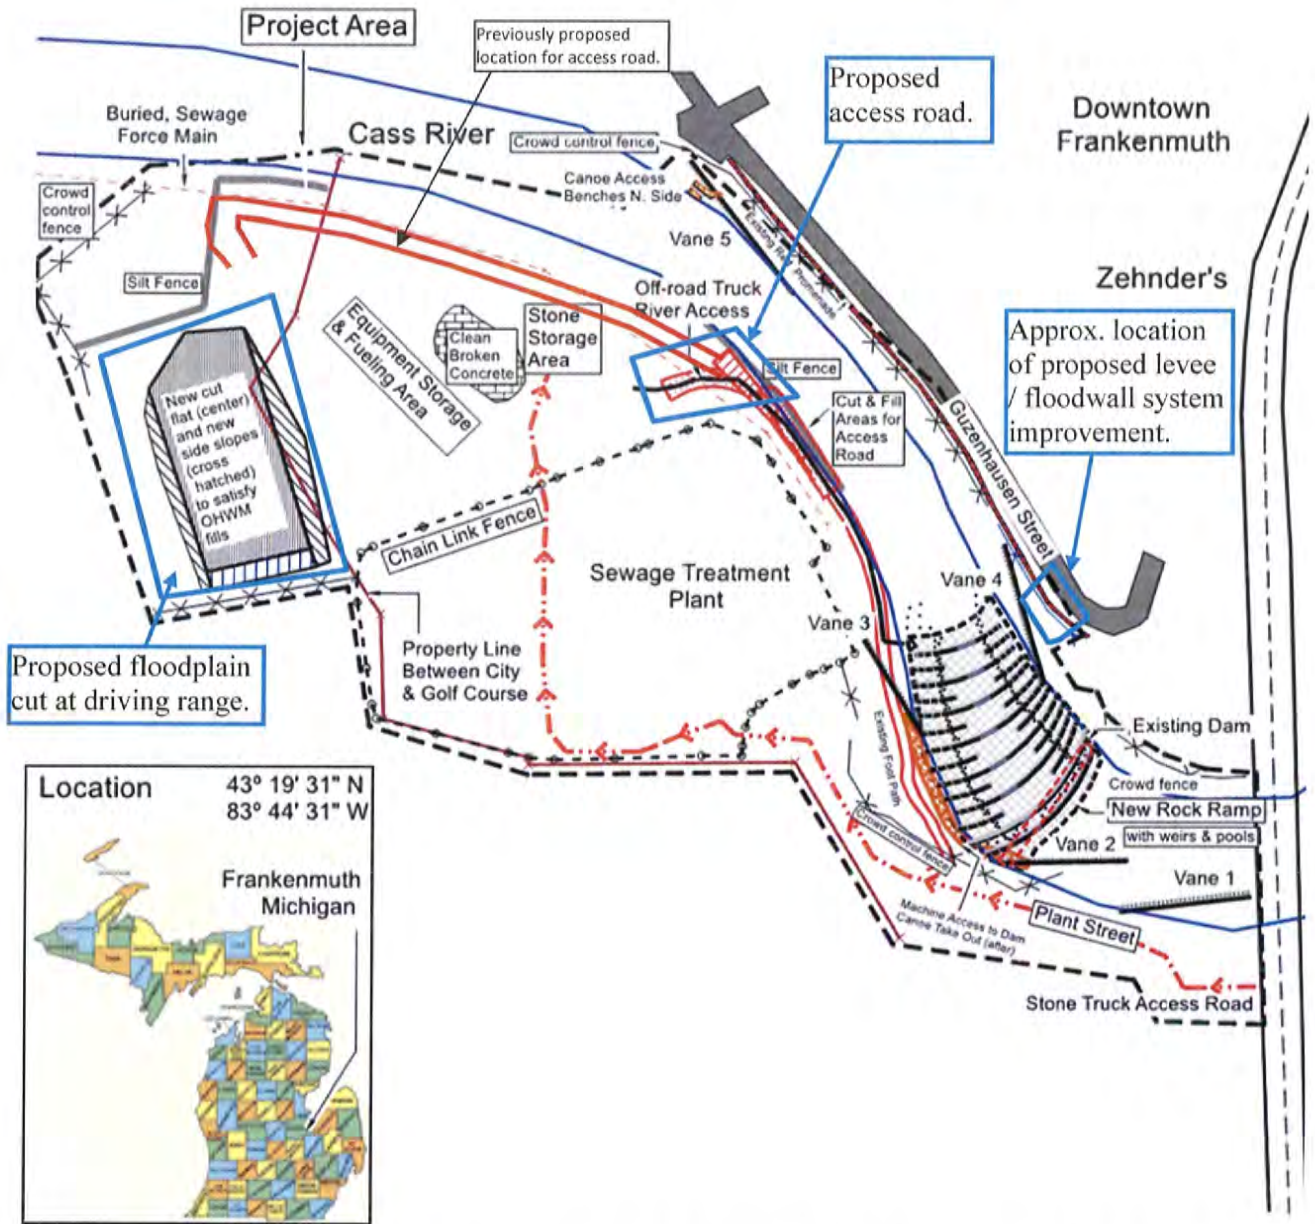 Project Area
Previously proposed
location for access road.
Proposed
access road.
Downtown
Frankenmuth
Buried, Sewage
Force Main
Cass River
Crowd control fence
Canoe Access
Benches N. Side
Crowd
control
fence
Vane 5
Existing
Promenade
Zehnder's
Silt Fence
Off-road Truck
River Access
Stone
Storage
Area
Clean
Broken
Concrete
Equipment Storage
& Fueling Area
Silt Fence
Approx. location
of proposed levee
/ floodwall system
improvement.
New cut
flat (center)
and new
side slopes
(cross
hatched)
to satisfy
OHWM
fills
Cut & Fill
Areas for
Access
Road
Guzenhausen Street
Chain Link Fence
Sewage Treatment
Plant
Vane 4
Vane 3
Proposed floodplain
cut at driving range.
Property Line
Between City
& Golf Course
Existing Foot Path
Existing Dam
Crowd fence
New Rock Ramp
with weirs & pools
Crowd control fence
Vane 2
Vane 1
Machine Access to Dam
Canoe Take Out (after)
Plant Street
Stone Truck Access Road
Location
43º 19' 31" N
83º 44' 31" W
Frankenmuth
Michigan